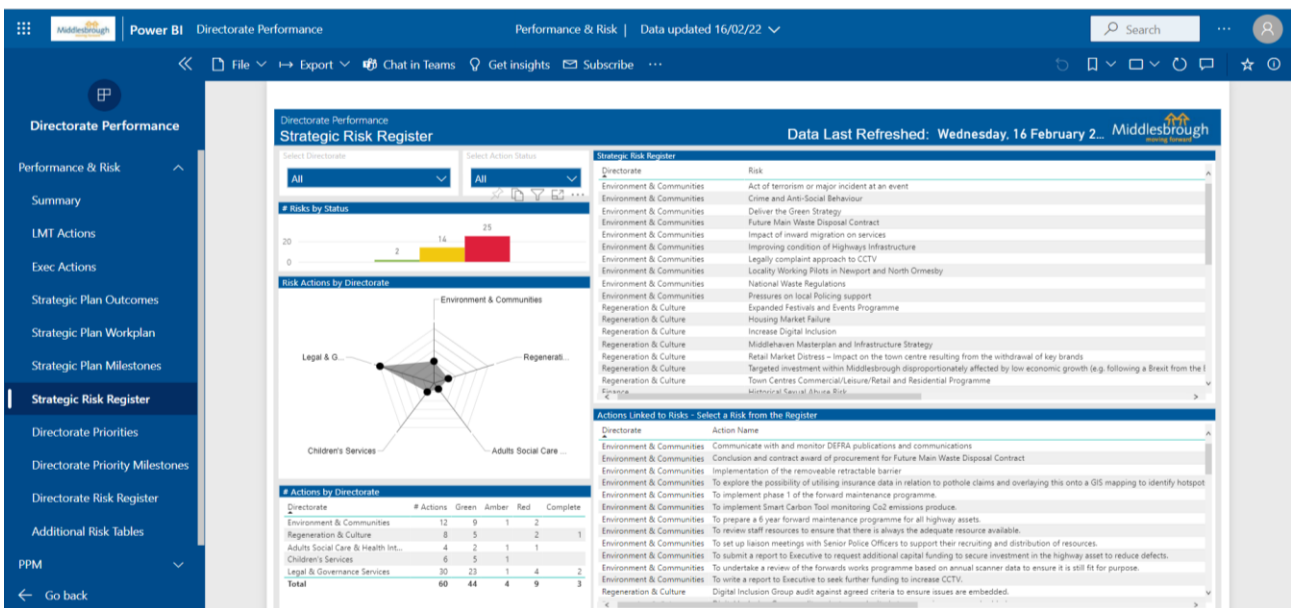 Middlesbrough
moving forward
Power BI Directorate Performance
Performance & Risk | Data updated 16/02/22
Search
File Export Chat in Teams Get insights Subscribe ...
Directorate Performance
Performance & Risk
Summary
LMT Actions
Exec Actions
Strategic Plan Outcomes
Strategic Plan Workplan
Strategic Plan Milestones
Strategic Risk Register
Directorate Priorities
Directorate Priority Milestones
Directorate Risk Register
Additional Risk Tables
PPM
Go back
Directorate Performance
Strategic Risk Register
Data Last Refreshed: Wednesday, 16 February 2...
Middlesbrough
moving forward
Select Directorate
All
Select Action Status
All
# Risks by Status
20
0
2
14
25
Risk Actions by Directorate
Environment & Communities
Legal & G...
Regenerati...
Children's Services
Adults Social Care ...
# Actions by Directorate
Directorate # Actions Green Amber Red Complete
Environment & Communities 12 9 1 2
Regeneration & Culture 8 5 2 1
Adults Social Care & Health Int... 4 2 1 1
Children's Services 6 5 1
Legal & Governance Services 30 23 1 4 2
Total 60 44 4 9 3
Strategic Risk Register
Directorate Risk
Environment & Communities Act of terrorism or major incident at an event
Environment & Communities Crime and Anti-Social Behaviour
Environment & Communities Deliver the Green Strategy
Environment & Communities Future Main Waste Disposal Contract
Environment & Communities Impact of inward migration on services
Environment & Communities Improving condition of Highways Infrastructure
Environment & Communities Legally complaint approach to CCTV
Environment & Communities Locality Working Pilots in Newport and North Ormesby
Environment & Communities National Waste Regulations
Environment & Communities Pressures on local Policing support
Regeneration & Culture Expanded Festivals and Events Programme
Regeneration & Culture Housing Market Failure
Regeneration & Culture Increase Digital Inclusion
Regeneration & Culture Middlehaven Masterplan and Infrastructure Strategy
Regeneration & Culture Retail Market Distress – Impact on the town centre resulting from the withdrawal of key brands
Regeneration & Culture Targeted investment within Middlesbrough disproportionately affected by low economic growth (e.g. following a Brexit from the
Regeneration & Culture Town Centres Commercial/Leisure/Retail and Residential Programme
Finance Historical Sexual Abuse Risk
Actions Linked to Risks - Select a Risk from the Register
Directorate Action Name
Environment & Communities Communicate with and monitor DEFRA publications and communications
Environment & Communities Conclusion and contract award of procurement for Future Main Waste Disposal Contract
Environment & Communities Implementation of the removeable retractable barrier
Environment & Communities To explore the possibility of utilising insurance data in relation to pothole claims and overlaying this onto a GIS mapping to identify hotspot
Environment & Communities To implement phase 1 of the forward maintenance programme.
Environment & Communities To implement Smart Carbon Tool monitoring Co2 emissions produce.
Environment & Communities To prepare a 6 year forward maintenance programme for all highway assets.
Environment & Communities To review staff resources to ensure that there is always the adequate resource available.
Environment & Communities To set up liaison meetings with Senior Police Officers to support their recruiting and distribution of resources.
Environment & Communities To submit a report to Executive to request additional capital funding to secure investment in the highway asset to reduce defects.
Environment & Communities To undertake a review of the forwards works programme based on annual scanner data to ensure it is still fit for purpose.
Environment & Communities To write a report to Executive to seek further funding to increase CCTV.
Regeneration & Culture Digital Inclusion Group audit against agreed criteria to ensure issues are embedded.